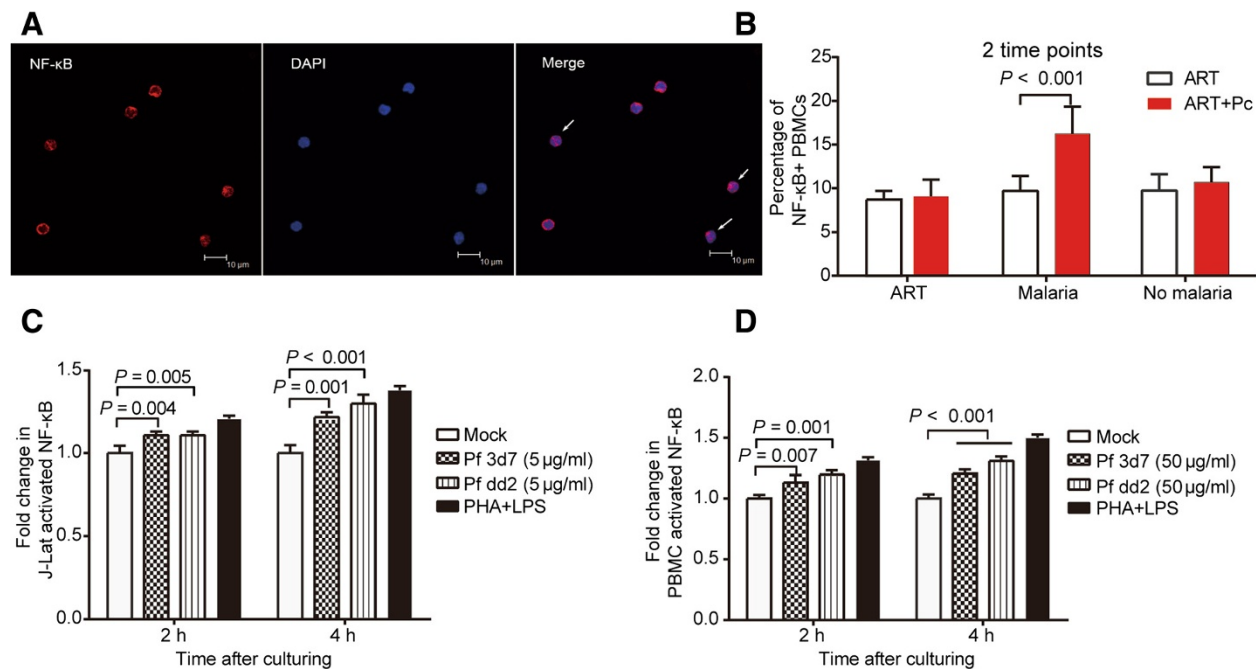 A
NF-κB
DAPI
Merge
10 μm
10 μm
10 μm
B
2 time points
P < 0.001
ART
ART+Pc
Percentage of
NF-κB+ PBMCs
25
20
15
10
5
0
ART
Malaria
No malaria
C
Fold change in
J-Lat activated NF-κB
1.5
1.0
0.5
0.0
P = 0.005
P = 0.004
P < 0.001
P = 0.001
2 h
4 h
Time after culturing
Mock
Pf 3d7 (5 μg/ml)
Pf dd2 (5 μg/ml)
PHA+LPS
D
Fold change in
PBMC activated NF-κB
2.0
1.5
1.0
0.5
0.0
P = 0.001
P = 0.007
P < 0.001
2 h
4 h
Time after culturing
Mock
Pf 3d7 (50 μg/ml)
Pf dd2 (50 μg/ml)
PHA+LPS